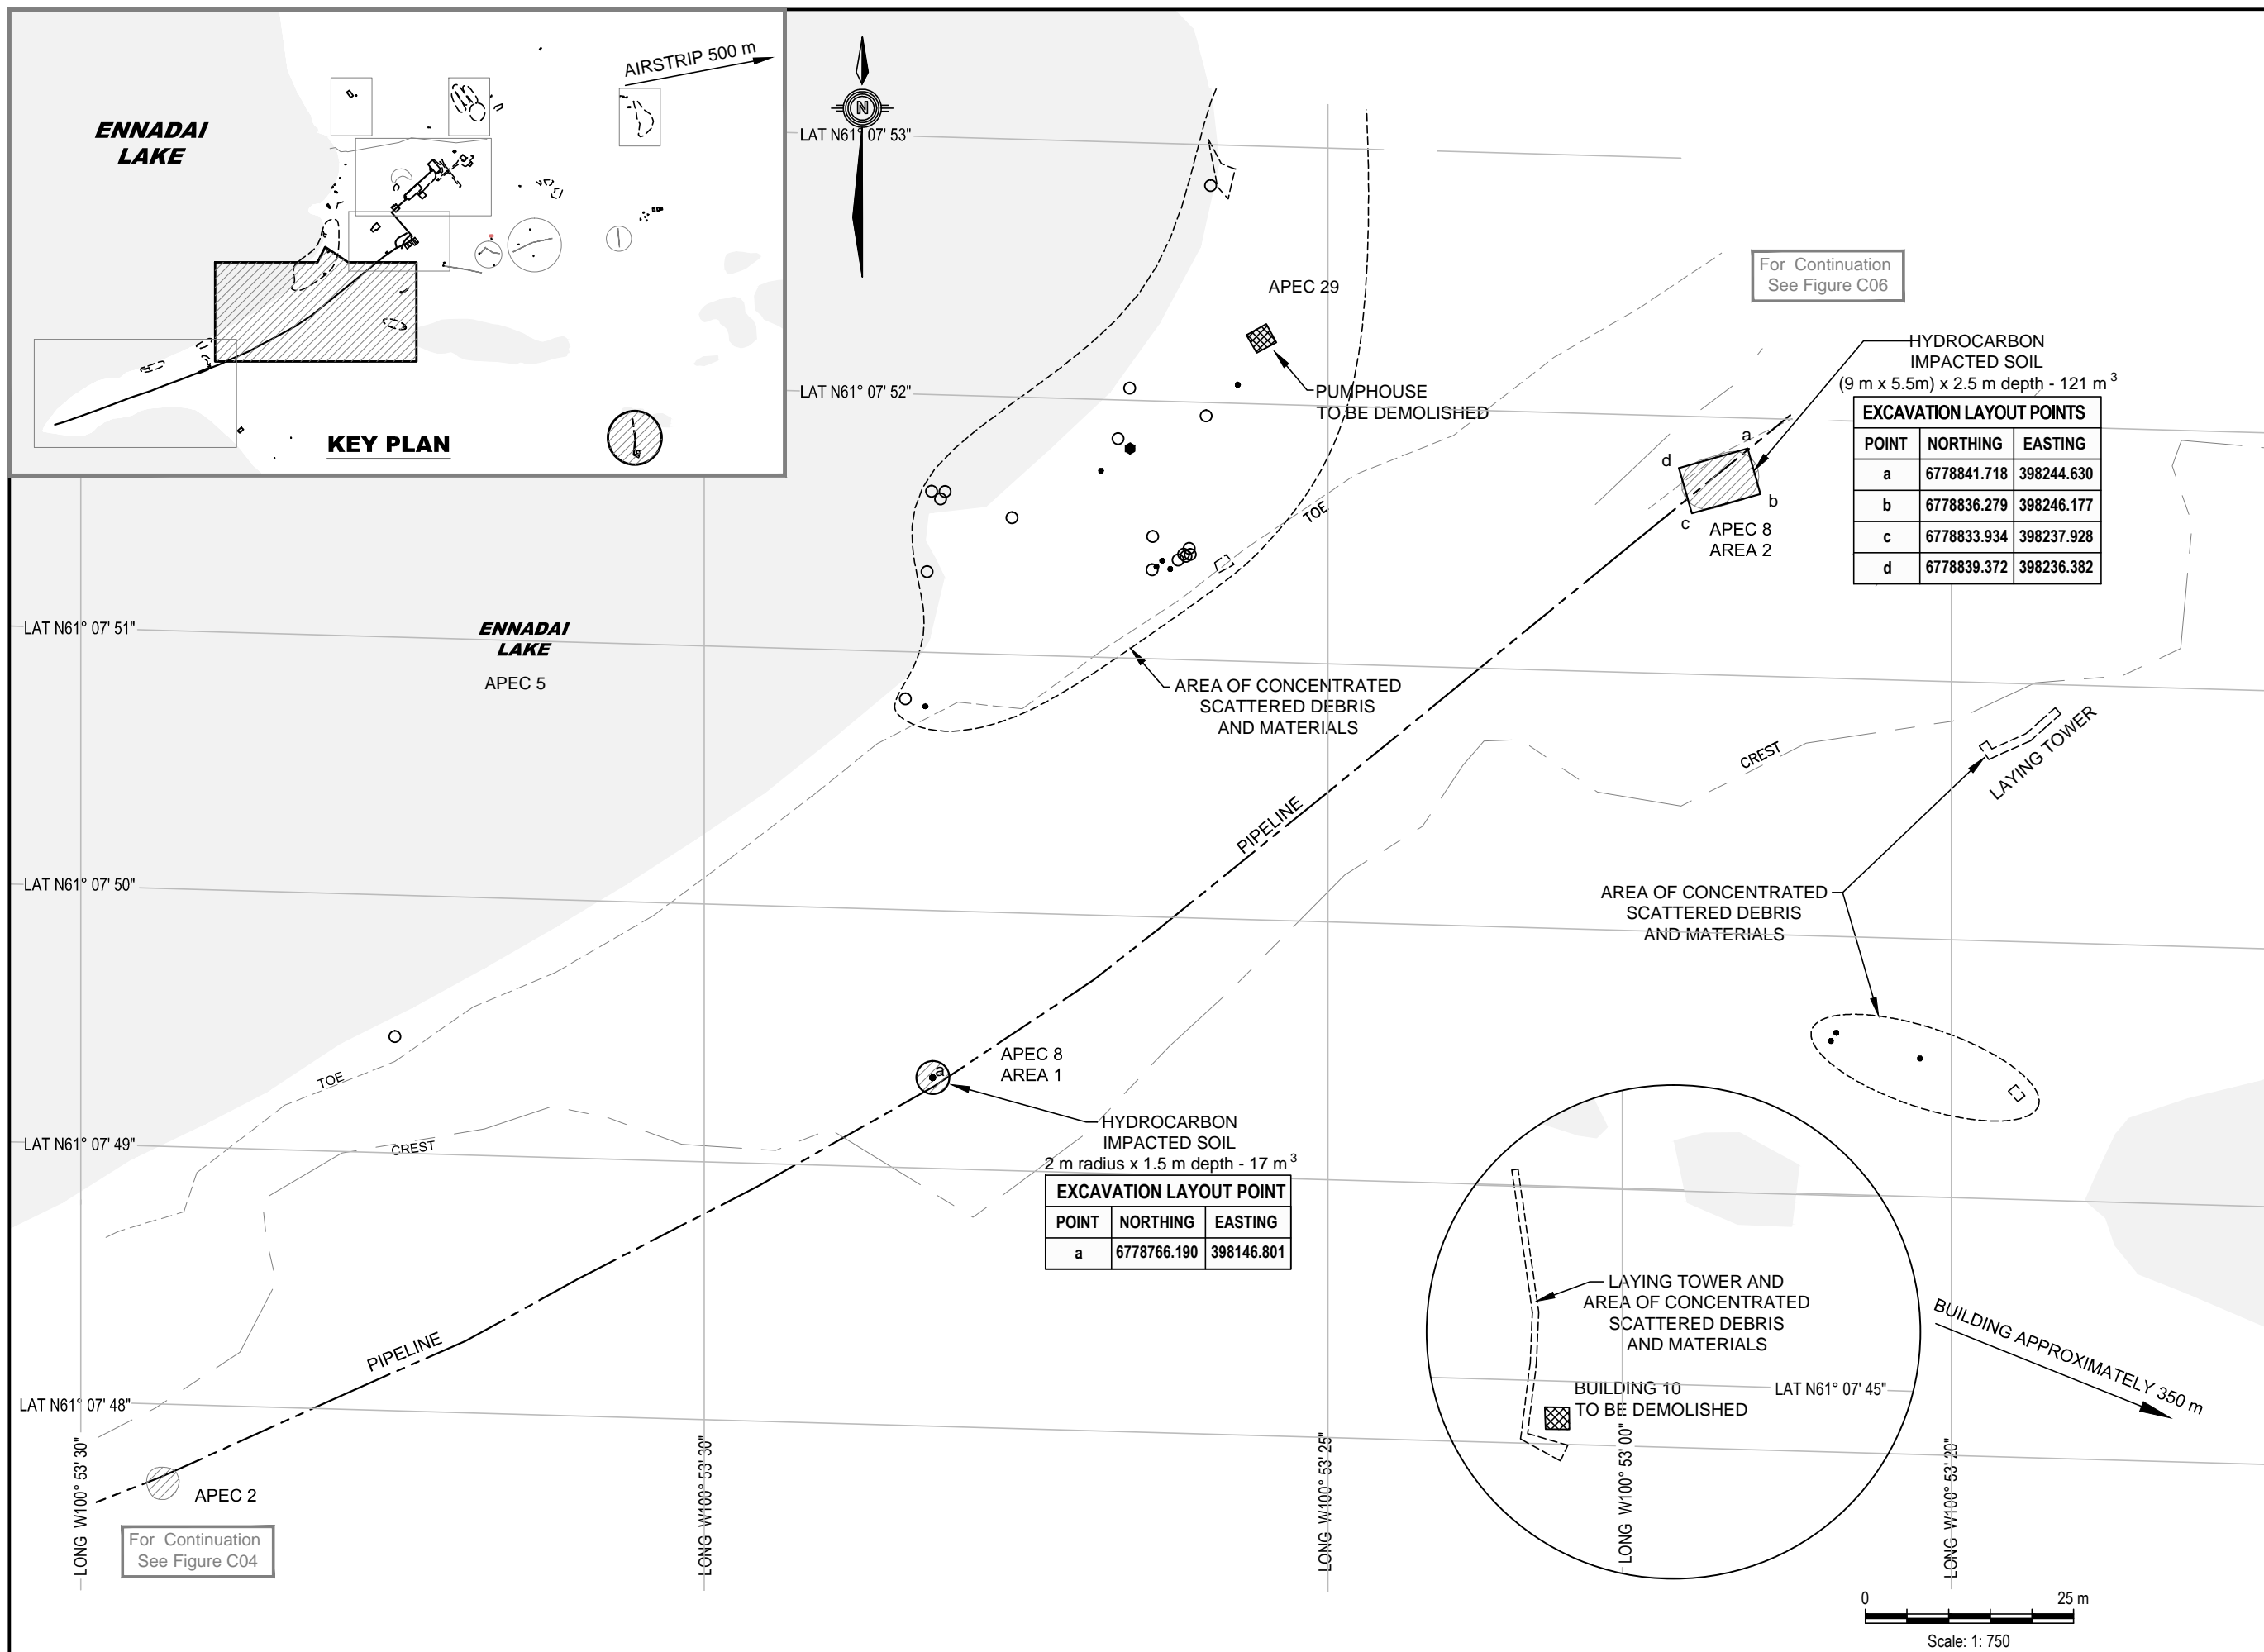 ENNADAI
LAKE
AIRSTRIP 500 m
KEY PLAN
N
LAT N61° 07' 53"
LAT N61° 07' 52"
LAT N61° 07' 51"
LAT N61° 07' 50"
LAT N61° 07' 49"
LAT N61° 07' 48"
APEC 29
PUMPHOUSE
TO BE DEMOLISHED
For Continuation
See Figure C06
HYDROCARBON
IMPACTED SOIL
(9 m x 5.5m) x 2.5 m depth - 121 m 3
EXCAVATION LAYOUT POINTS
POINT NORTHING EASTING
a 6778841.718 398244.630
b 6778836.279 398246.177
c 6778833.934 398237.928
d 6778839.372 398236.382
a
d
b
c
APEC 8
AREA 2
TOE
ENNADAI
LAKE
APEC 5
AREA OF CONCENTRATED
SCATTERED DEBRIS
AND MATERIALS
CREST
LAYING TOWER
PIPELINE
AREA OF CONCENTRATED
SCATTERED DEBRIS
AND MATERIALS
a
APEC 8
AREA 1
TOE
CREST
HYDROCARBON
IMPACTED SOIL
2 m radius x 1.5 m depth - 17 m 3
EXCAVATION LAYOUT POINT
POINT NORTHING EASTING
a 6778766.190 398146.801
LAYING TOWER AND
AREA OF CONCENTRATED
SCATTERED DEBRIS
AND MATERIALS
BUILDING 10
TO BE DEMOLISHED
LAT N61° 07' 45"
BUILDING APPROXIMATELY 350 m
PIPELINE
APEC 2
For Continuation
See Figure C04
LONG W100° 53' 30"
LONG W100° 53' 30"
LONG W100° 53' 25"
LONG W100° 53' 00"
LONG W100° 53' 20"
0 25 m
Scale: 1: 750